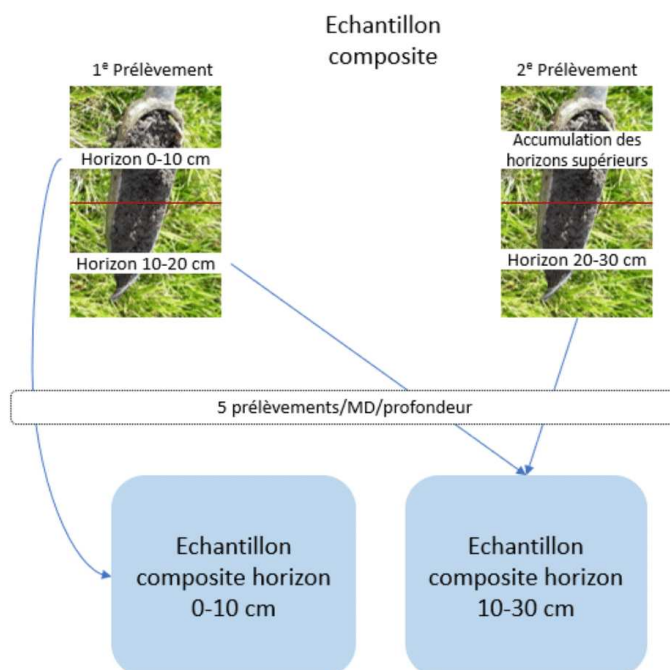 Echantillon
composite
1e Prélèvement
2e Prélèvement
Horizon 0-10 cm
Accumulation des
horizons supérieurs
Horizon 10-20 cm
Horizon 20-30 cm
5 prélèvements/MD/profondeur
Echantillon
composite horizon
0-10 cm
Echantillon
composite horizon
10-30 cm